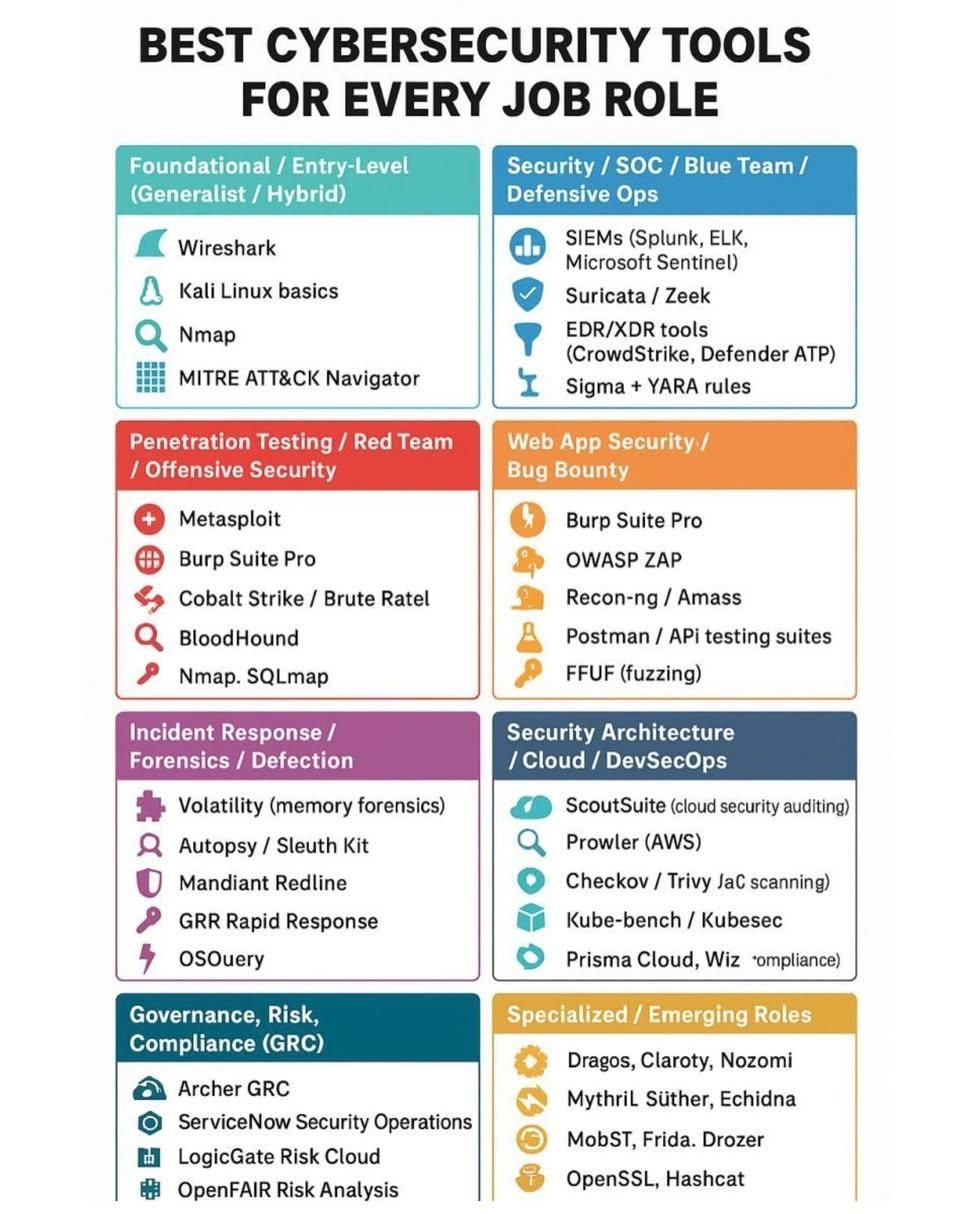 BEST CYBERSECURITY TOOLS
FOR EVERY JOB ROLE
Foundational / Entry-Level
(Generalist / Hybrid)
Wireshark
Kali Linux basics
Nmap
MITRE ATT&CK Navigator
Security / SOC / Blue Team /
Defensive Ops
SIEMs (Splunk, ELK,
Microsoft Sentinel)
Suricata / Zeek
EDR/XDR tools
(CrowdStrike, Defender ATP)
Sigma + YARA rules
Penetration Testing / Red Team
/ Offensive Security
Metasploit
Burp Suite Pro
Cobalt Strike / Brute Ratel
BloodHound
Nmap. SQLmap
Web App Security /
Bug Bounty
Burp Suite Pro
OWASP ZAP
Recon-ng / Amass
Postman / APi testing suites
FFUF (fuzzing)
Incident Response /
Forensics / Defection
Volatility (memory forensics)
Autopsy / Sleuth Kit
Mandiant Redline
GRR Rapid Response
OSOuery
Security Architecture
/ Cloud / DevSecOps
ScoutSuite (cloud security auditing)
Prowler (AWS)
Checkov / Trivy JaC scanning)
Kube-bench / Kubesec
Prisma Cloud, Wiz ompliance)
Governance, Risk,
Compliance (GRC)
Archer GRC
ServiceNow Security Operations
LogicGate Risk Cloud
OpenFAIR Risk Analysis
Specialized / Emerging Roles
Dragos, Claroty, Nozomi
MythriL Süther, Echidna
MobST, Frida. Drozer
OpenSSL, Hashcat